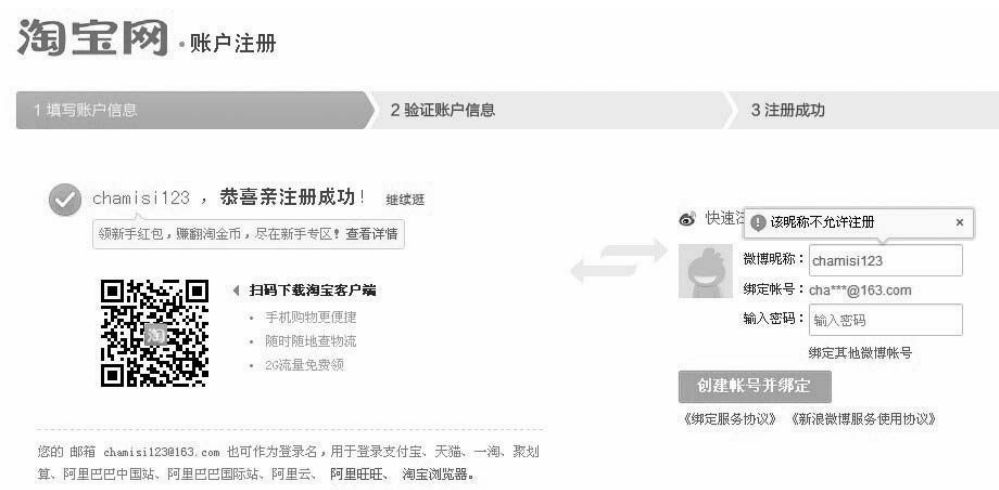 淘宝网·账户注册
1 填写账户信息
2 验证账户信息
3 注册成功
chamisi123，恭喜亲注册成功！ 继续逛
领新手红包，赚翻淘金币，尽在新手专区！查看详情
淘
扫码下载淘宝客户端
• 手机购物更便捷
• 随时随地查物流
• 2G流量免费领
您的 邮箱 chamisi123@163.com 也可作为登录名，用于登录支付宝、天猫、一淘、聚划
算、阿里巴巴中国站、阿里巴巴国际站、阿里云、 阿里旺旺、 淘宝浏览器。
快速注
该昵称不允许注册 ×
微博昵称：chamisi123
绑定帐号：cha***@163.com
输入密码：输入密码
绑定其他微博帐号
创建帐号并绑定
《绑定服务协议》 《新浪微博服务使用协议》